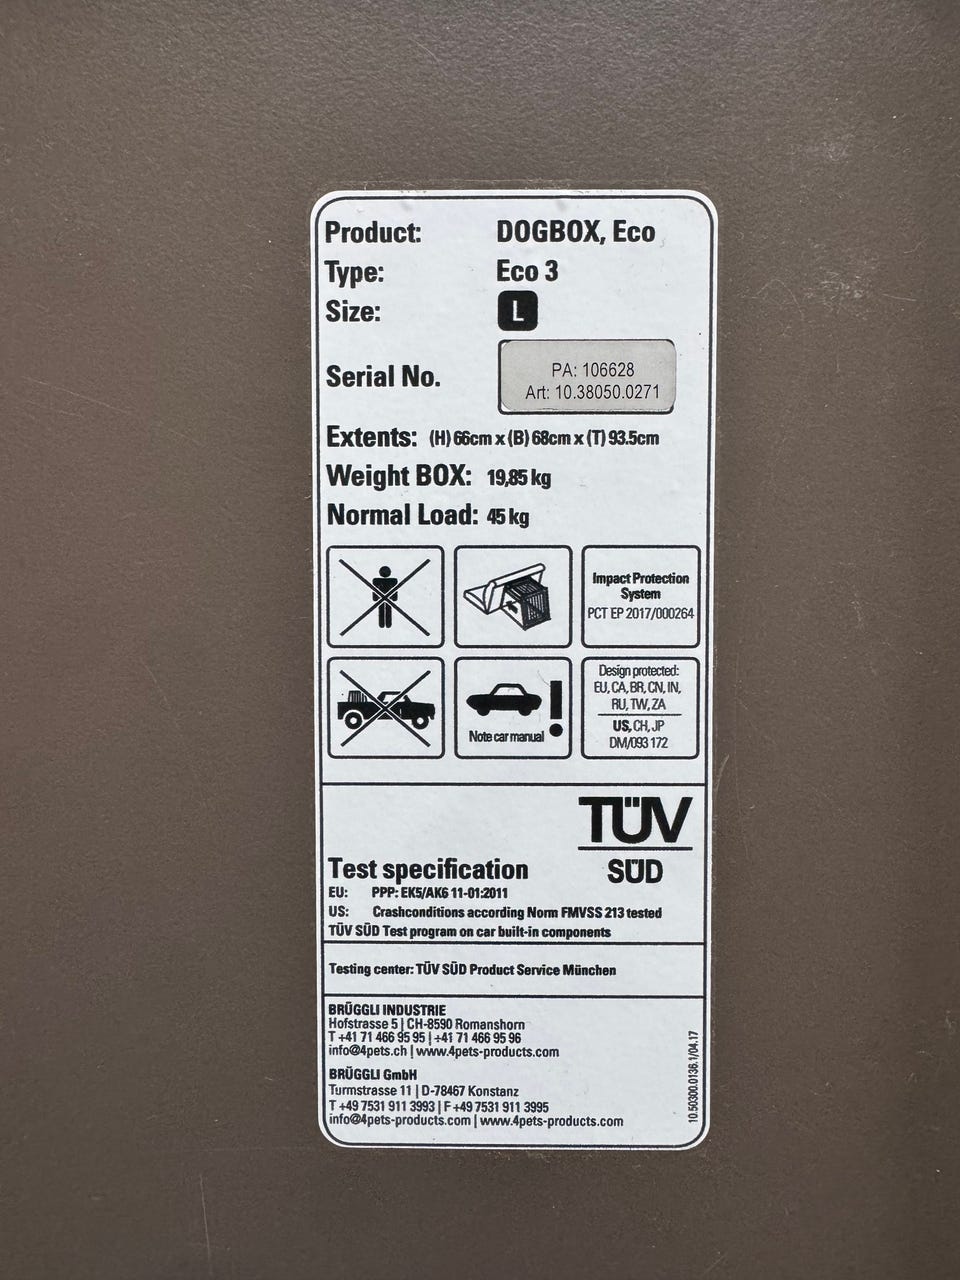 Product: DOGBOX, Eco
Type: Eco 3
Size: L
Serial No.
PA: 106628
Art: 10.38050.0271
Extents: (H) 66cm x (B) 68cm x (T) 93.5cm
Weight BOX: 19,85 kg
Normal Load: 45 kg
Impact Protection
System
PCT EP 2017/000264
Note car manual
!
Design protected:
EU, CA, BR, CN, IN,
RU, TW, ZA
US, CH, JP
DM/093 172
TÜV
SÜD
Test specification
EU: PPP: EK5/AK6 11-01:2011
US: Crashconditions according Norm FMVSS 213 tested
TÜV SÜD Test program on car built-in components
Testing center: TÜV SÜD Product Service München
BRÜGGLI INDUSTRIE
Hofstrasse 5 | CH-8590 Romanshorn
T +41 71 466 95 95 | +41 71 466 95 96
info@4pets.ch | www.4pets-products.com
BRÜGGLI GmbH
Turmstrasse 11 | D-78467 Konstanz
T +49 7531 911 3993 | F +49 7531 911 3995
info@4pets-products.com | www.4pets-products.com
10.50300.0136.1/04.17